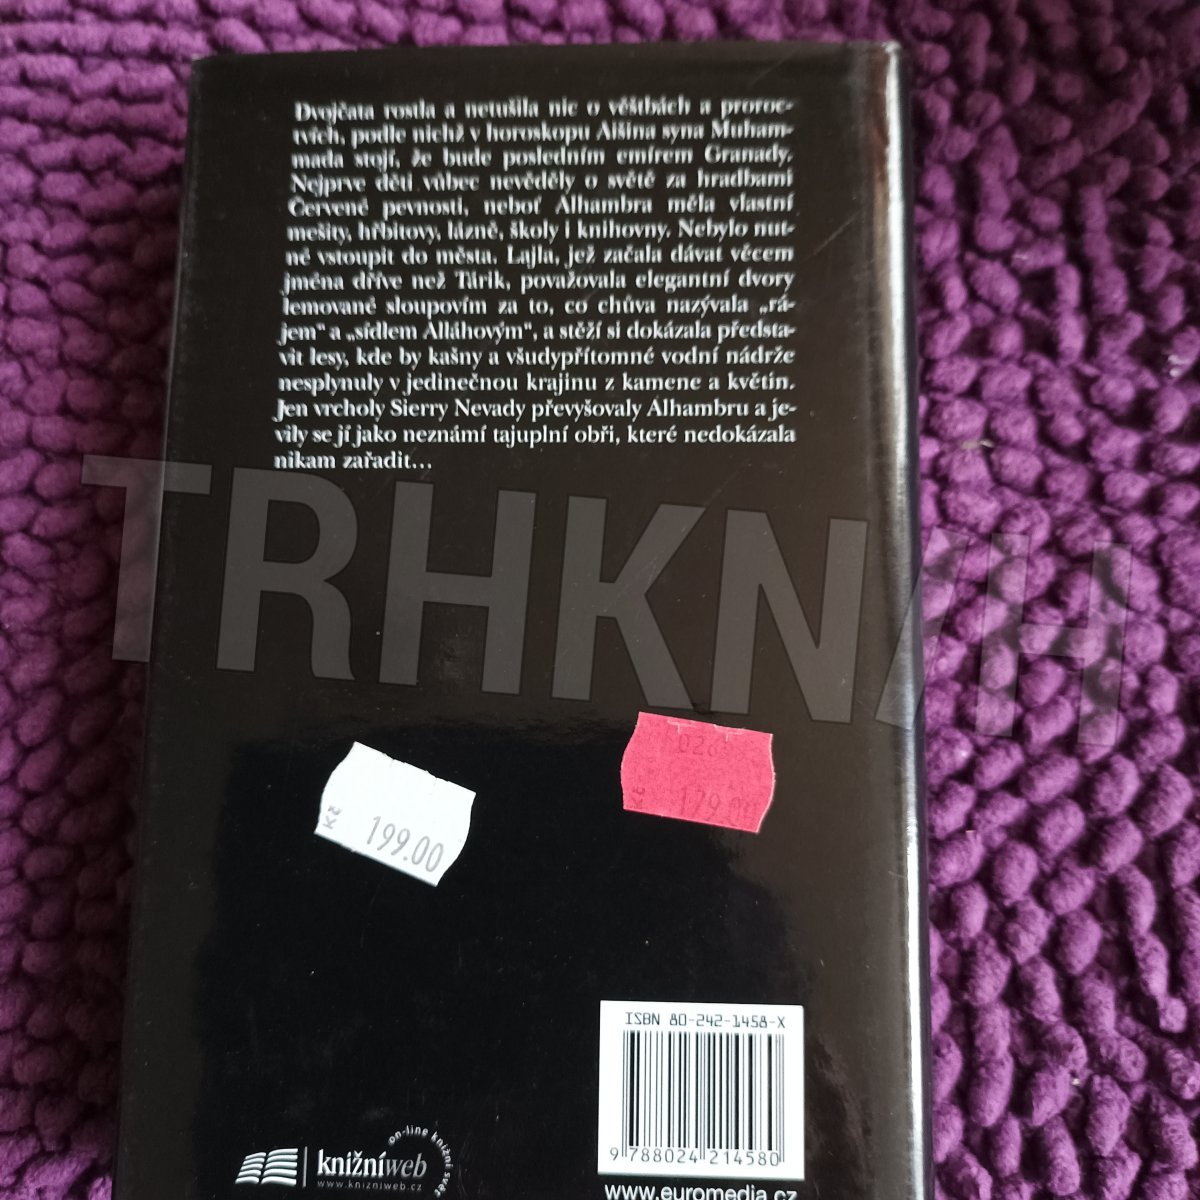 Dvojčata rostla a netušila nic o věštbách a proroc-
tvích, podle nichž v horoskopu Alšína syna Muham-
mada stojí, že bude posledním emírem Granady.
Nejprve děti vůbec nevěděly o světě za hradbami
Červené pevnosti, neboť Alhambra měla vlastní
mešity, hřbitovy, lázně, školy i knihovny. Nebylo nut-
né vstoupit do města. Lajla, jež začala dávat věcem
jména dříve než Tárik, považovala elegantní dvory
lemované sloupovím za to, co chůva nazývala „rá-
jem“ a „sídlem Alláhovým“, a stěží si dokázala předsta-
vit lesy, kde by kašny a všudypřítomné vodní nádrže
nesplynuly v jedinečnou krajinu z kamene a květin.
Jen vrcholy Sierry Nevady převyšovaly Alhambru a je-
vily se jí jako neznámí tajuplní obři, které nedokázala
nikam zařadit...
TRHKNIH
Kč 199.00
Kč 179.00
ISBN 80-242-1458-X
9 788024 214580
knižníweb
www.knizniweb.cz
on-line knižní svět
www.euromedia.cz